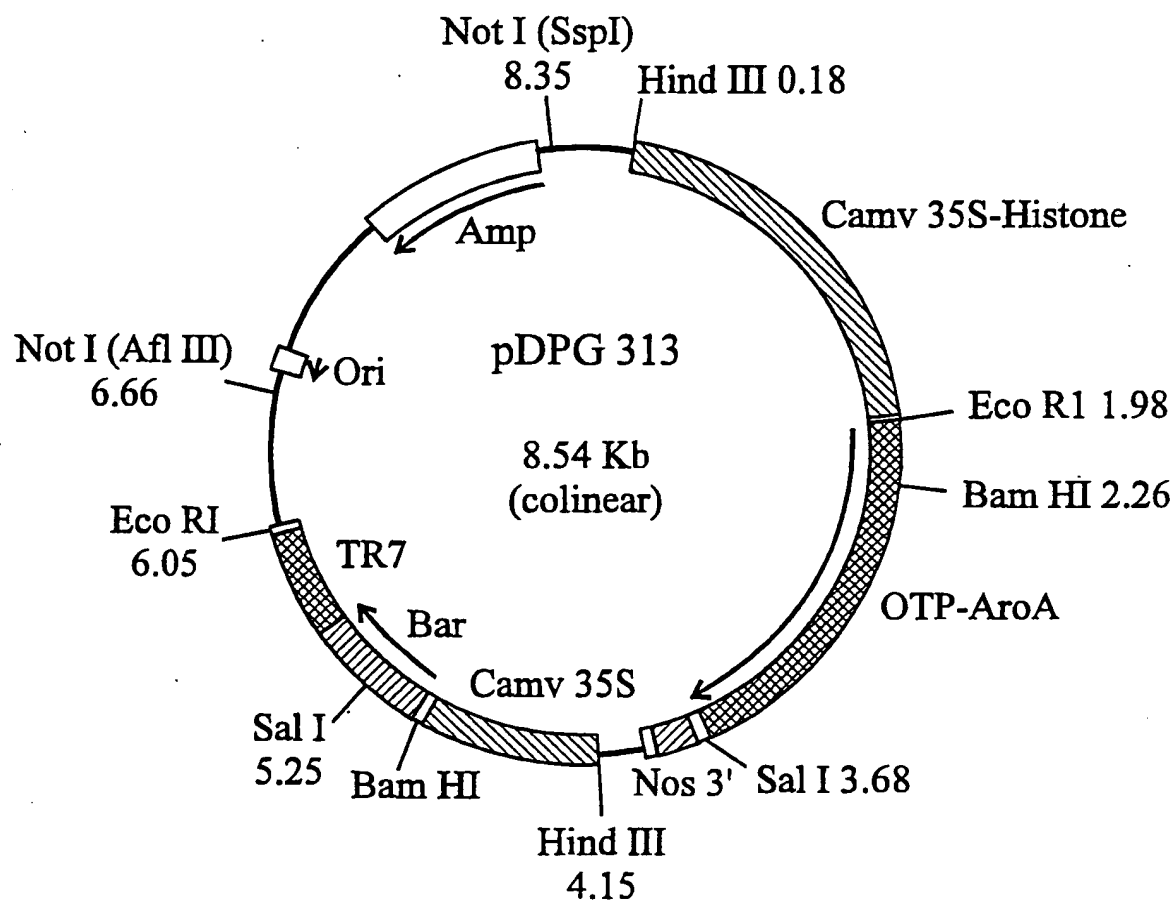 Not I (SspI)
8.35
Hind III 0.18
Camv 35S-Histone
Amp
Not I (Afl III)
6.66
Ori
pDPG 313
8.54 Kb
(colinear)
Eco R1 1.98
Bam HI 2.26
OTP-AroA
Eco RI
6.05
TR7
Bar
Camv 35S
Sal I
5.25
Bam HI
Nos 3'
Sal I 3.68
Hind III
4.15